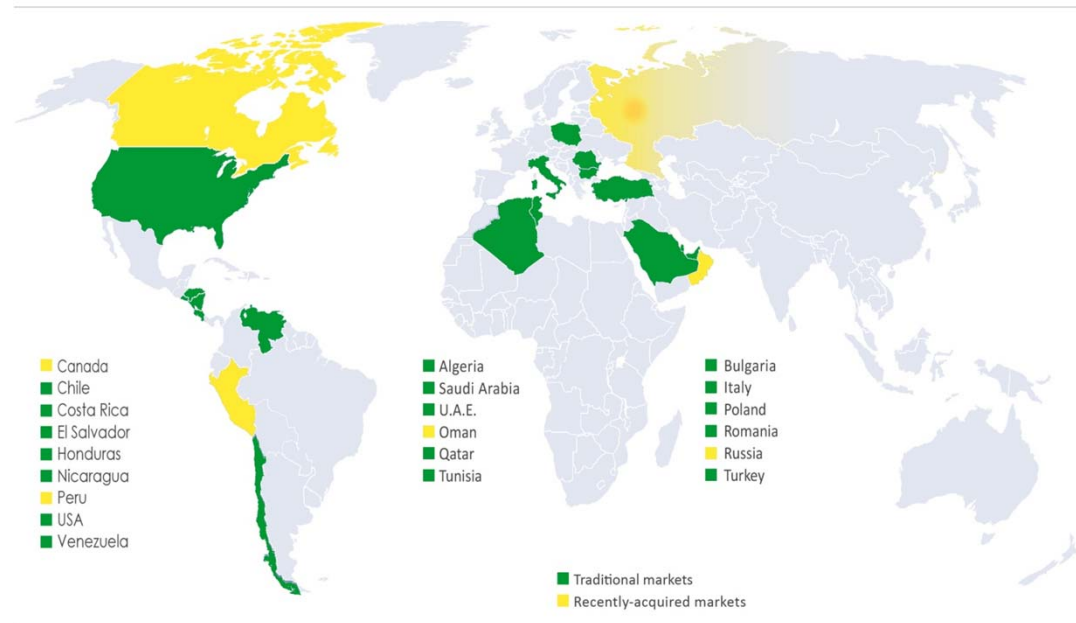 Canada
Chile
Costa Rica
El Salvador
Honduras
Nicaragua
Peru
USA
Venezuela
Algeria
Saudi Arabia
U.A.E.
Oman
Qatar
Tunisia
Bulgaria
Italy
Poland
Romania
Russia
Turkey
Traditional markets
Recently-acquired markets